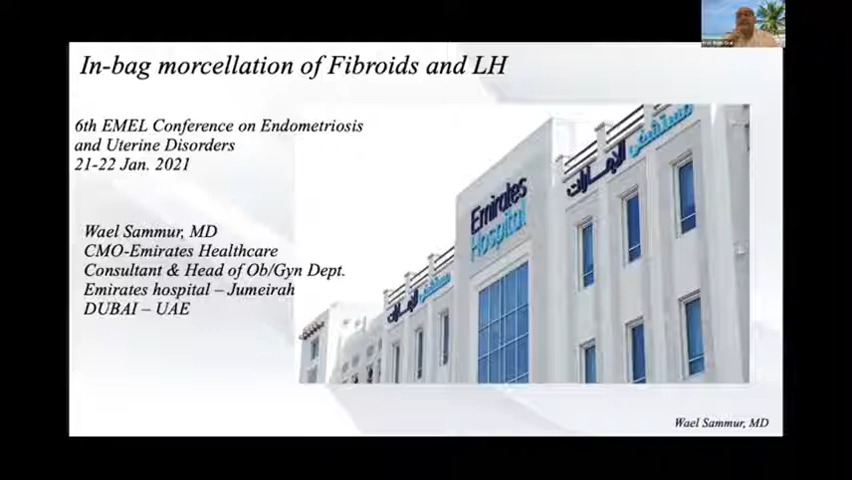 In-bag morcellation of Fibroids and LH
6th EMEL Conference on Endometriosis
and Uterine Disorders
21-22 Jan. 2021
Wael Sammur, MD
CMO-Emirates Healthcare
Consultant & Head of Ob/Gyn Dept.
Emirates hospital – Jumeirah
DUBAI – UAE
Emirates
Hospital
مستشفى الإمارات
مستشفى الإمارات
Wael Sammur, MD